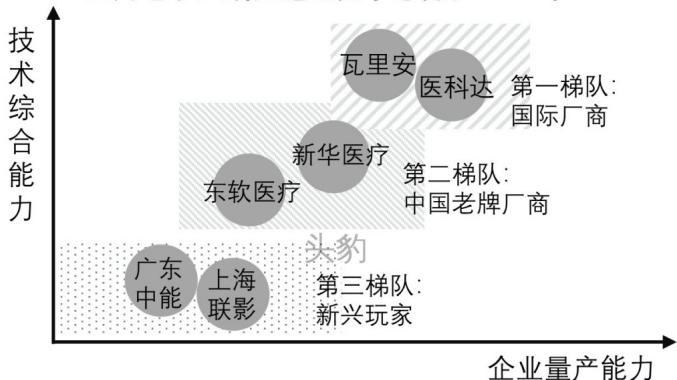 技术综合能力
瓦里安
医科达
第一梯队:
国际厂商
新华医疗
东软医疗
第二梯队:
中国老牌厂商
头豹
广东
中能
上海
联影
第三梯队:
新兴玩家
企业量产能力